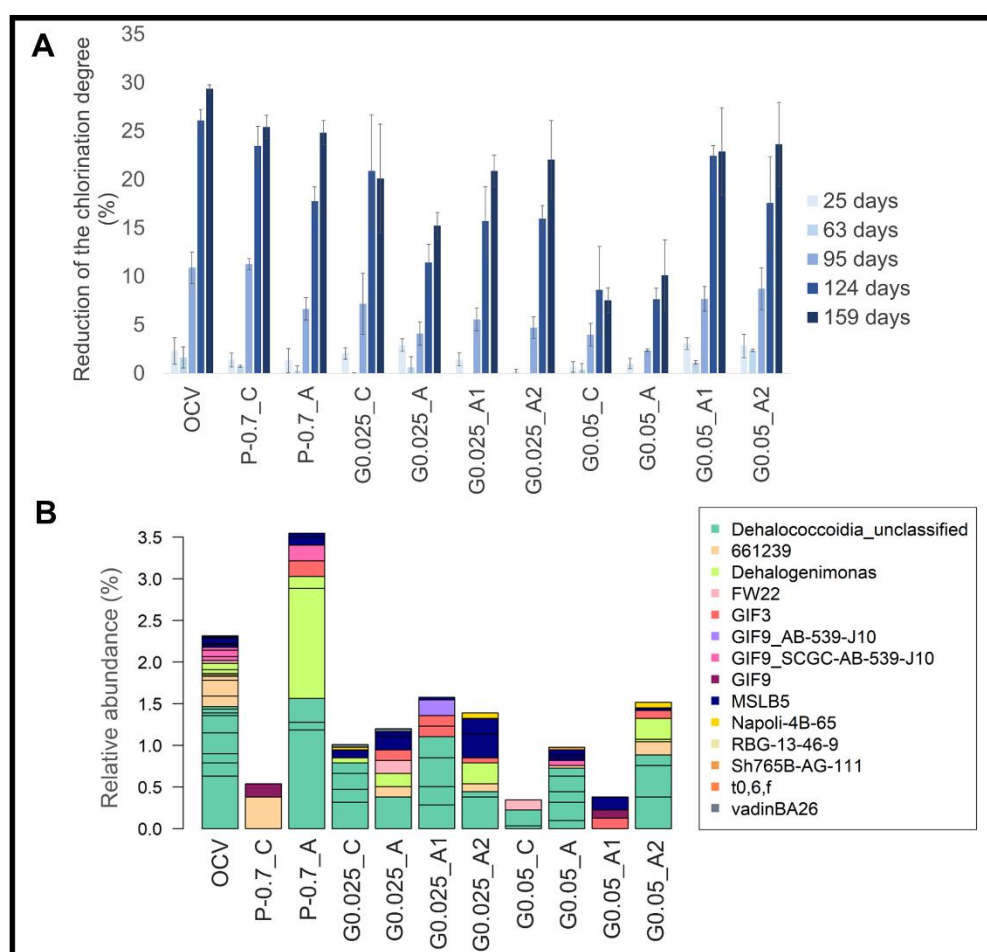 A
Reduction of the chlorination degree
(%)
35
30
25
20
15
10
5
0
OCV
P-0.7_C
P-0.7_A
G0.025_C
G0.025_A
G0.025_A1
G0.025_A2
G0.05_C
G0.05_A
G0.05_A1
G0.05_A2
25 days
63 days
95 days
124 days
159 days
B
Relative abundance (%)
3.5
3.0
2.5
2.0
1.5
1.0
0.5
0.0
OCV
P-0.7_C
P-0.7_A
G0.025_C
G0.025_A
G0.025_A1
G0.025_A2
G0.05_C
G0.05_A
G0.05_A1
G0.05_A2
Dehalococcoidia_unclassified
661239
Dehalogenimonas
FW22
GIF3
GIF9_AB-539-J10
GIF9_SCGC-AB-539-J10
GIF9
MSLB5
Napoli-4B-65
RBG-13-46-9
Sh765B-AG-111
t0,6,f
vadinBA26